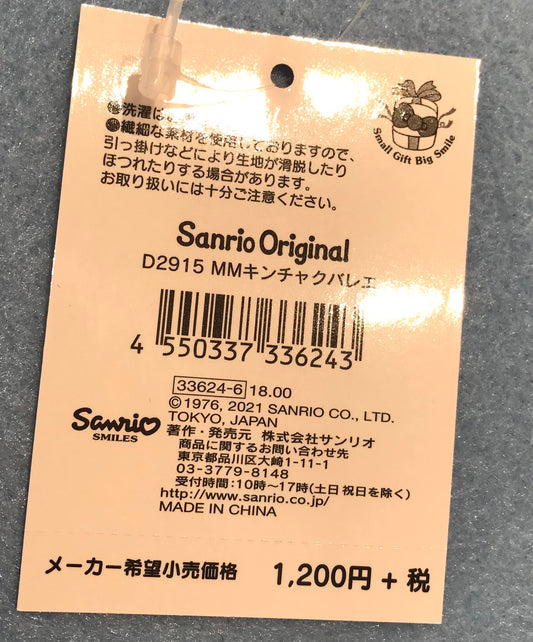 洗濯は
繊細な素材を使用しておりますので、
引っ掛けなどにより生地が滑脱したり
ほつれたりする場合があります。
お取り扱いには十分ご注意ください。
Small Gift Big Smile
Sanrio Original
D2915 MMキンチャクバレエ
4 550337 336243
33624-6 18.00
©1976, 2021 SANRIO CO., LTD.
TOKYO, JAPAN
Sanrio
SMILES
著作・発売元 株式会社サンリオ
商品に関するお問い合わせ先
東京都品川区大崎1-11-1
03-3779-8148
受付時間:10時～17時(土日祝日を除く)
http://www.sanrio.co.jp/
MADE IN CHINA
メーカー希望小売価格 1,200円 + 税